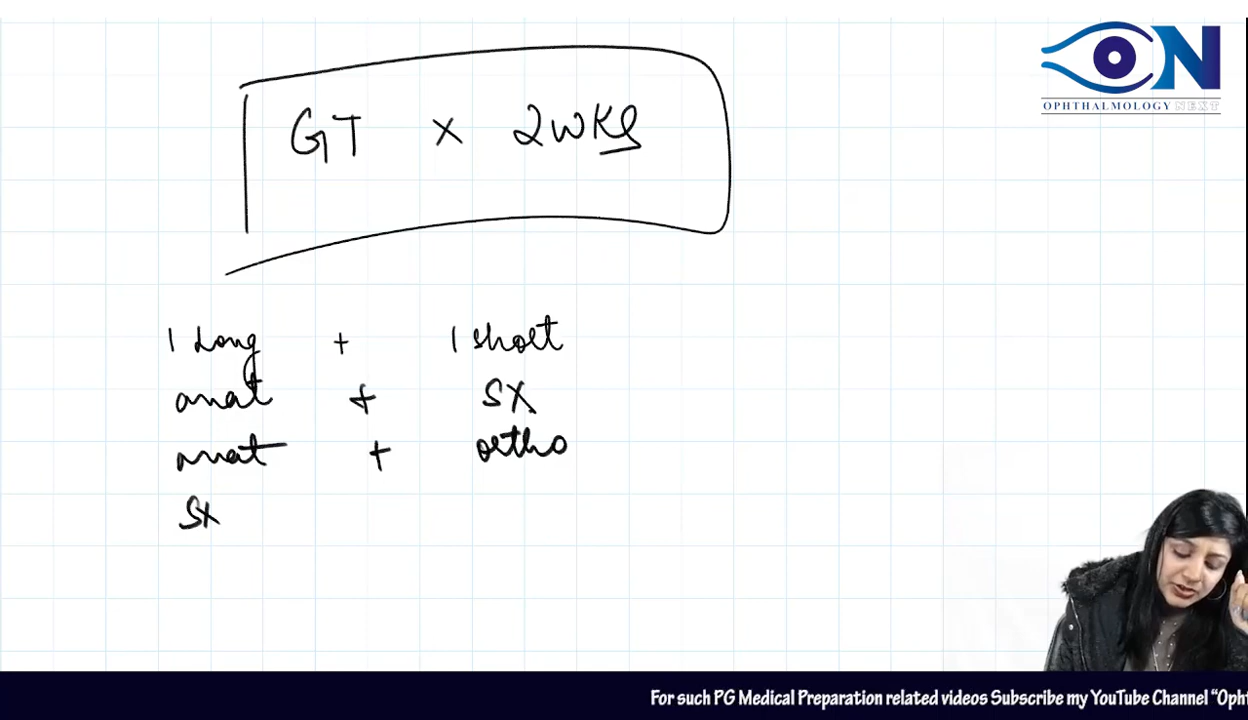 ON
OPHTHALMOLOGY NEXT
GT × 2WKS
1 Long + 1 short
anat + SX
anat + ortho
SX
For such PG Medical Preparation related videos Subscribe my YouTube Channel “Opht